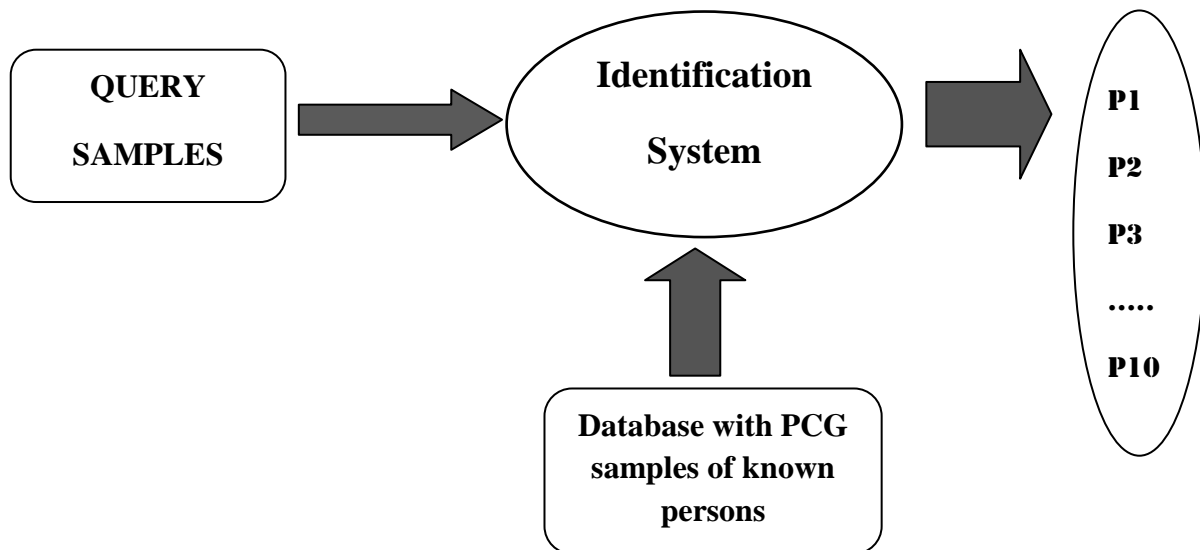 QUERY
SAMPLES
Identification
System
P1
P2
P3
.....
P10
Database with PCG
samples of known
persons